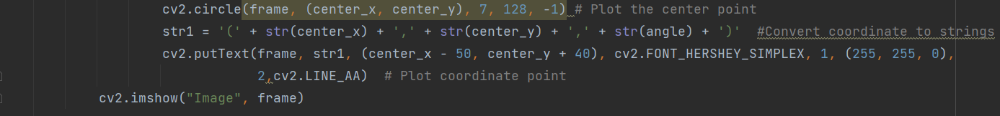 cv2.circle(frame, (center_x, center_y), 7, 128, -1) # Plot the center point
str1 = '(' + str(center_x) + ',' + str(center_y) + ',' + str(angle) + ')'  #Convert coordinate to strings
cv2.putText(frame, str1, (center_x - 50, center_y + 40), cv2.FONT_HERSHEY_SIMPLEX, 1, (255, 255, 0),
2,cv2.LINE_AA)  # Plot coordinate point
cv2.imshow("Image", frame)